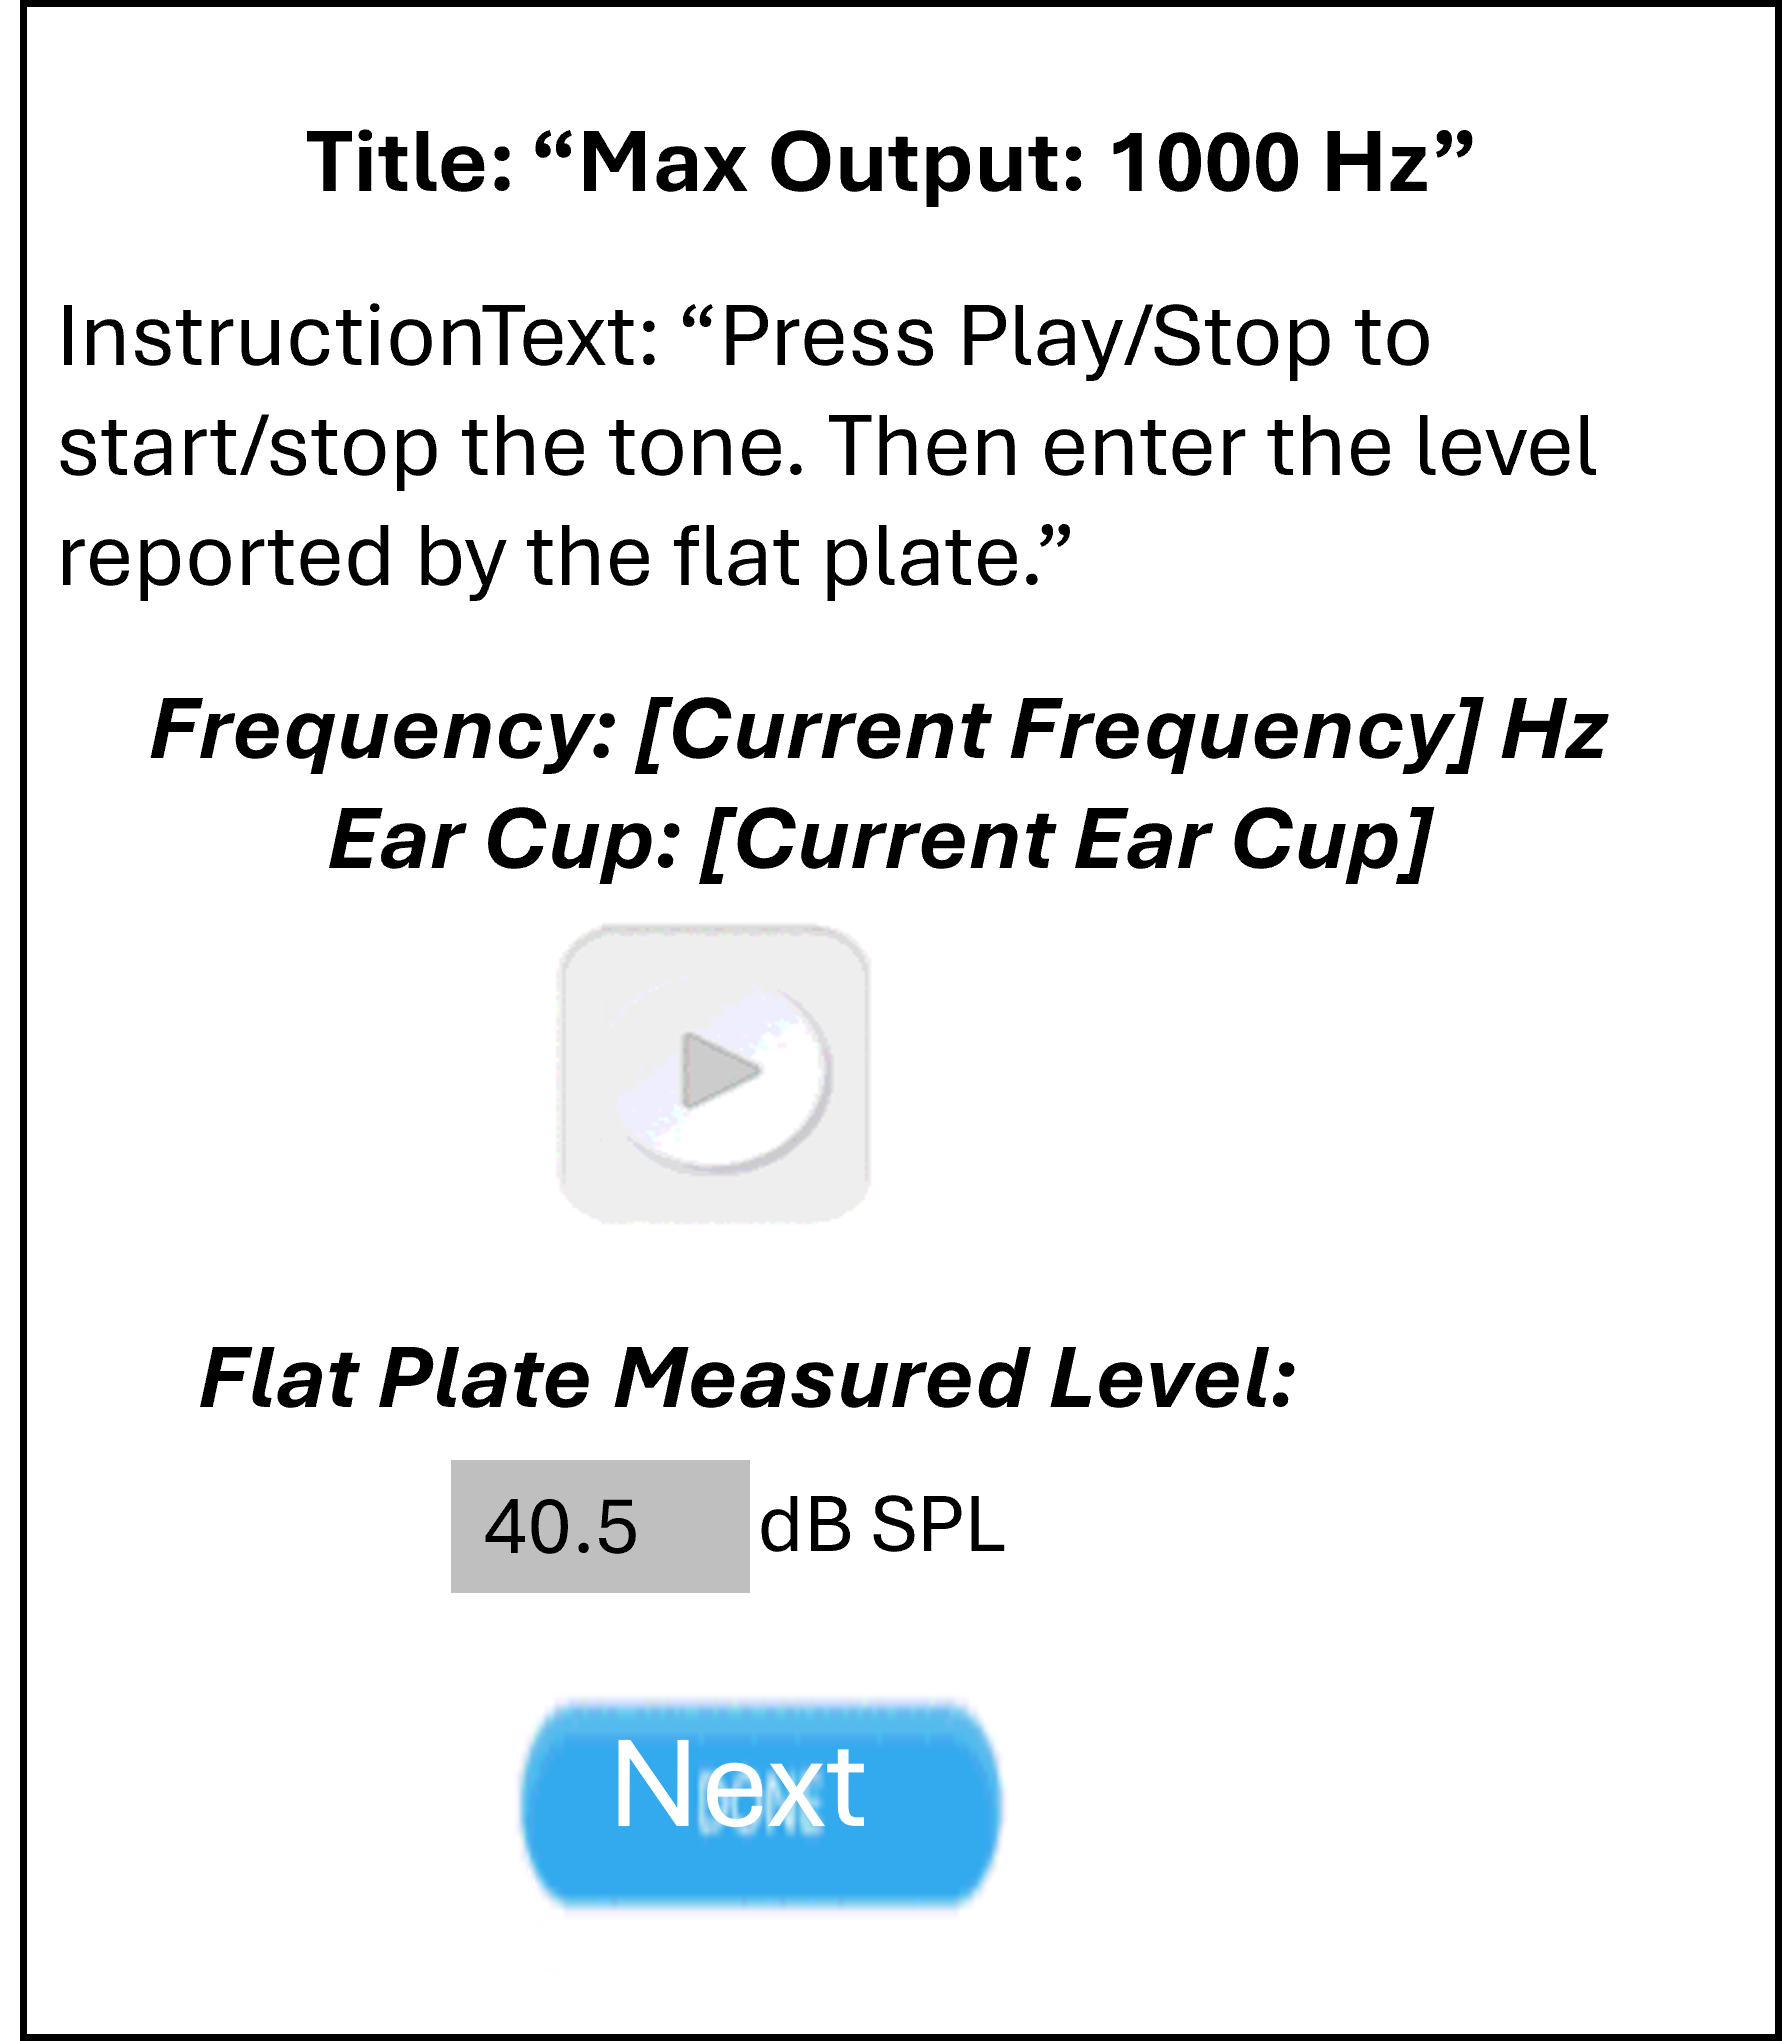 Title: “Max Output: 1000 Hz”
InstructionText: “Press Play/Stop to
start/stop the tone. Then enter the level
reported by the flat plate.”
Frequency: [Current Frequency] Hz
Ear Cup: [Current Ear Cup]
Flat Plate Measured Level:
40.5 dB SPL
Next